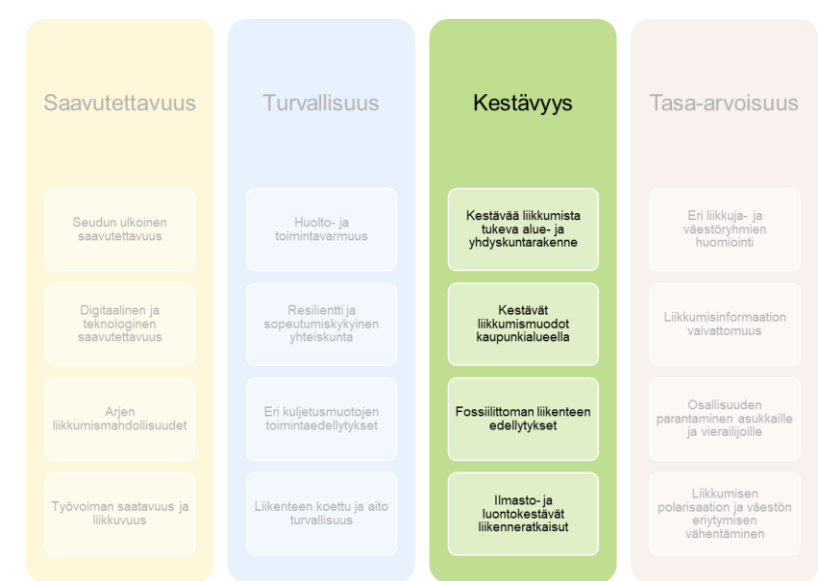 Saavutettavuus
Seudun ulkoinen
saavutettavuus
Digitaalinen ja
teknologinen
saavutettavuus
Arjen
liikkumismahdollisuudet
Työvoiman saatavuus ja
liikkuvuus
Turvallisuus
Huolto- ja
toimintavarmuus
Resilientti ja
sopeutumiskykyinen
yhteiskunta
Eri kuljetusmuotojen
toimintaedellytykset
Liikenteen koettu ja aito
turvallisuus
Kestävyys
Kestävää liikkumista
tukeva alue- ja
yhdyskuntarakenne
Kestävät
liikkumismuodot
kaupunkialueella
Fossiilittoman liikenteen
edellytykset
Ilmasto- ja
luontokestävät
liikenneratkaisut
Tasa-arvoisuus
Eri liikkuja- ja
väestöryhmien
huomiointi
Liikkumisinformaation
vaivattomuus
Osallisuuden
parantaminen asukkaille
ja vierailijoille
Liikkumisen
polarisaation ja väestön
eriytymisen
vähentäminen